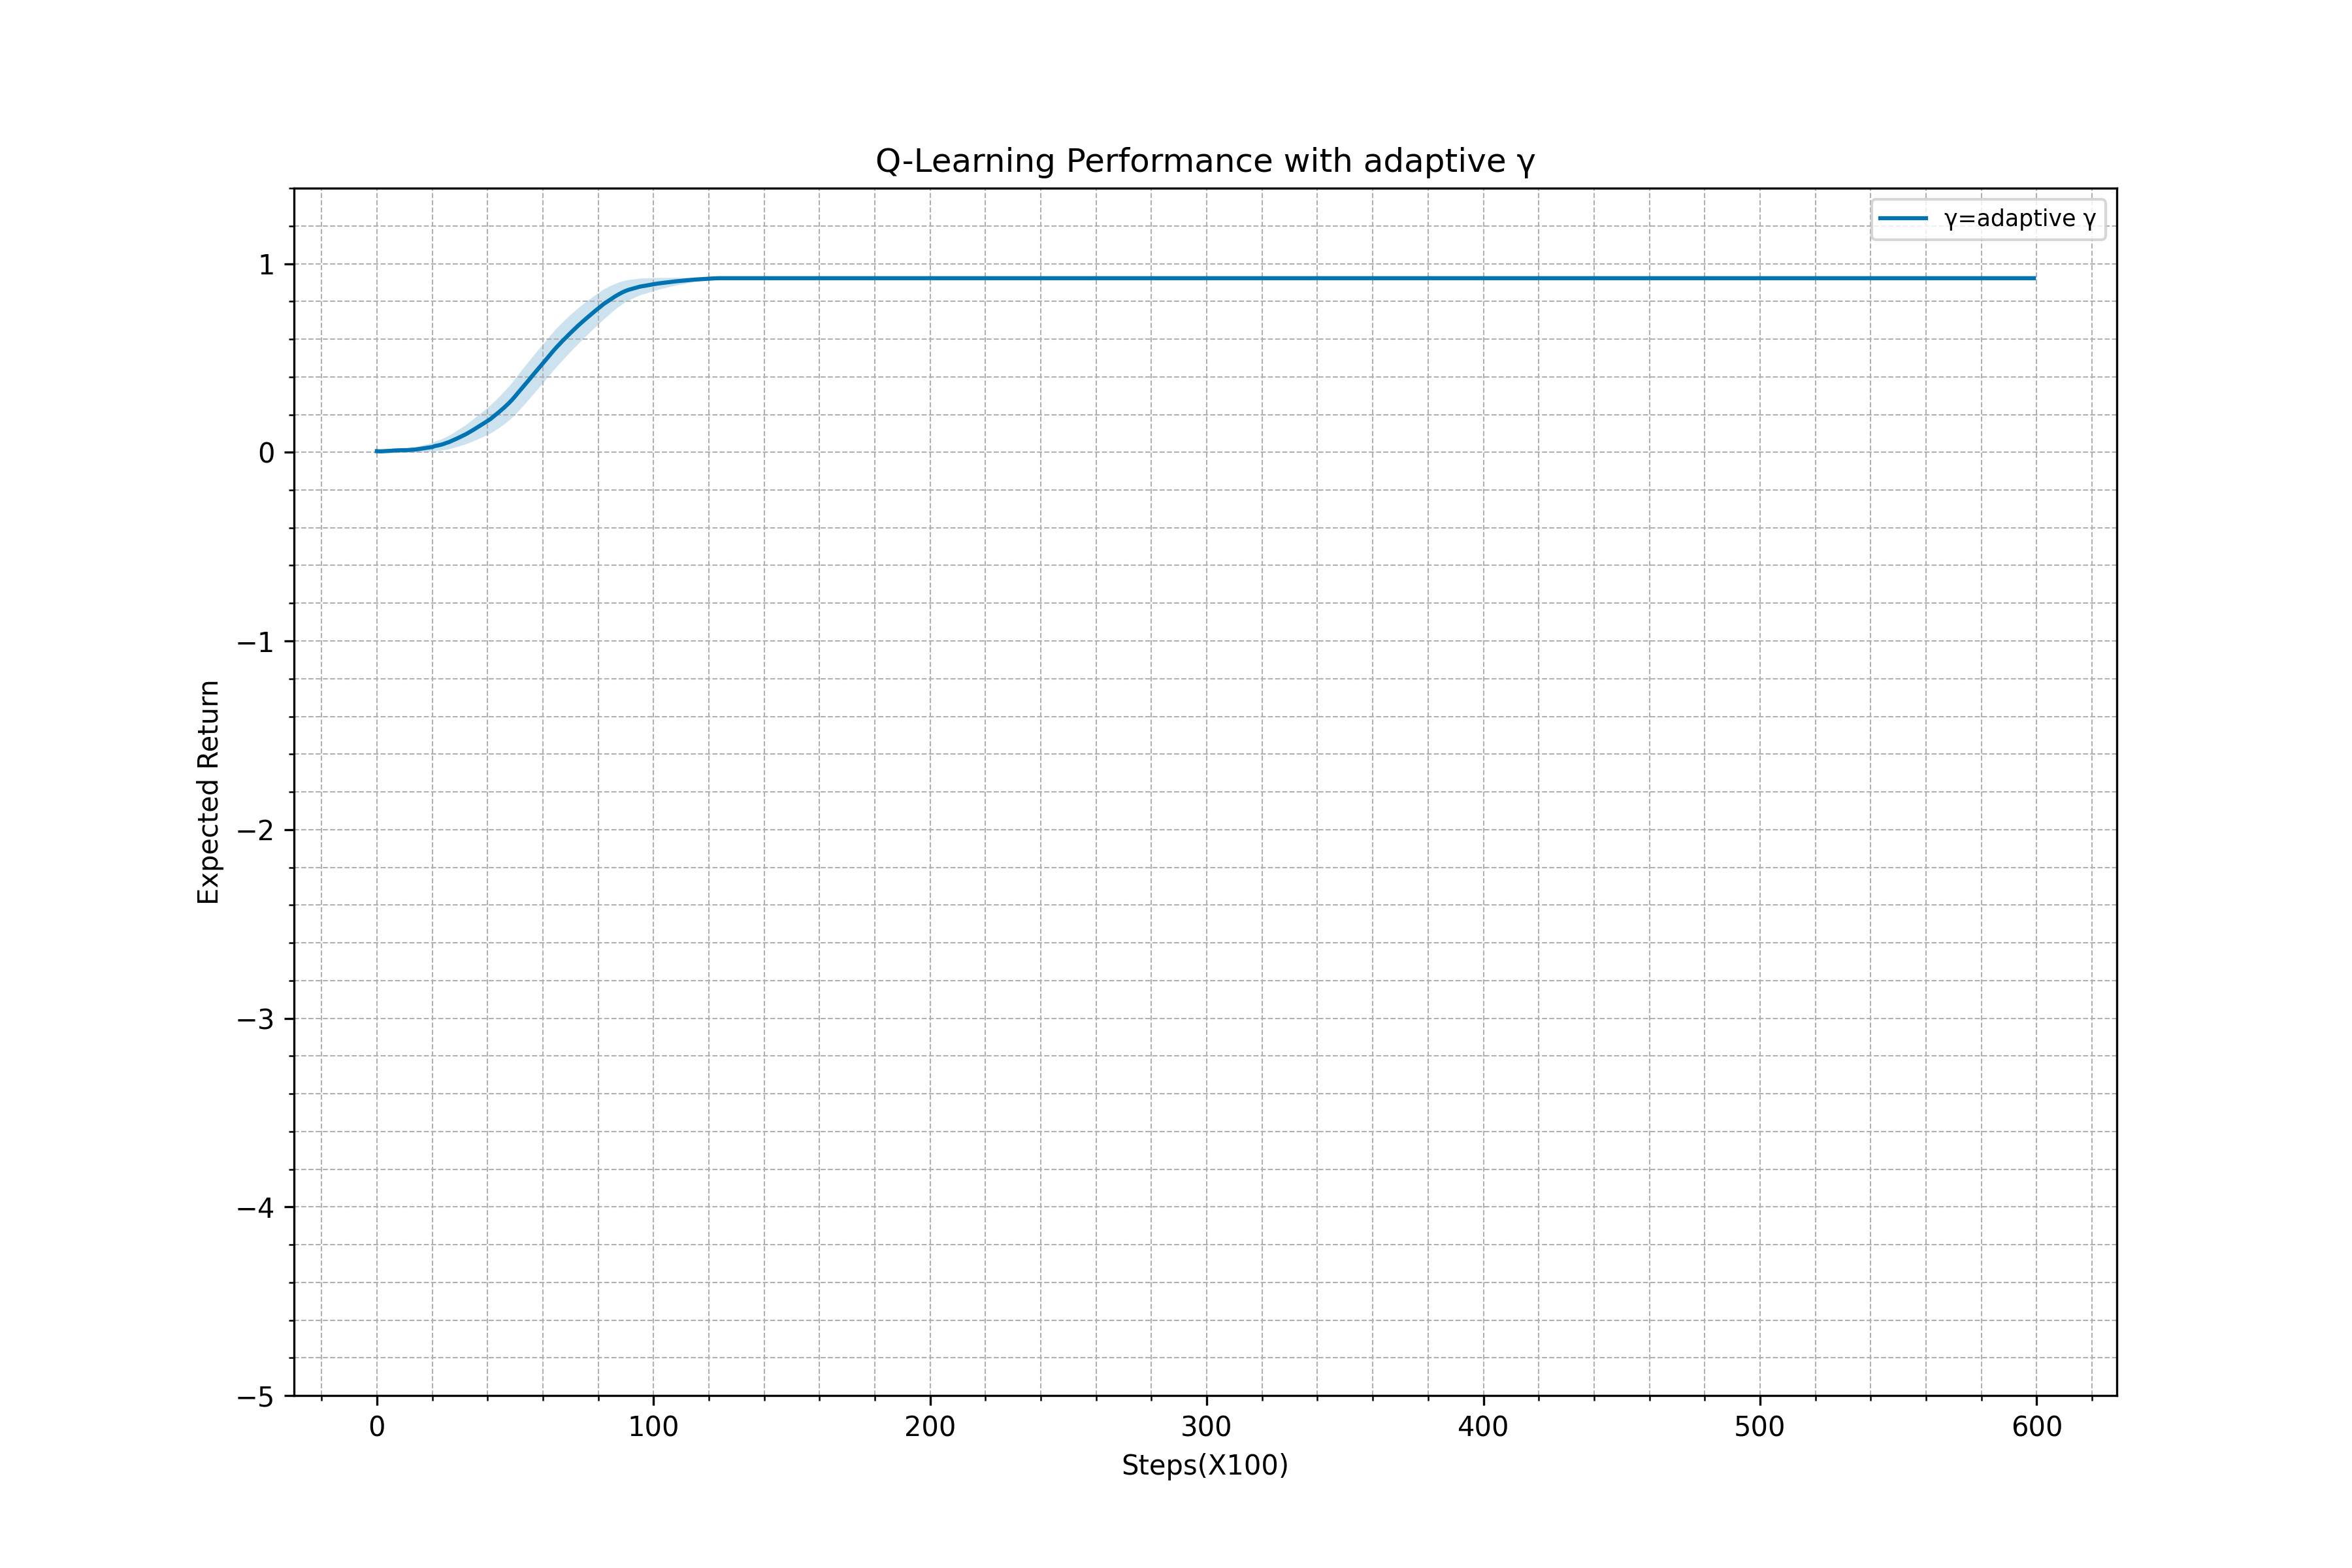 Q-Learning Performance with adaptive γ
γ=adaptive γ
1
0
−1
−2
−3
−4
−5
Expected Return
0 100 200 300 400 500 600
Steps(X100)